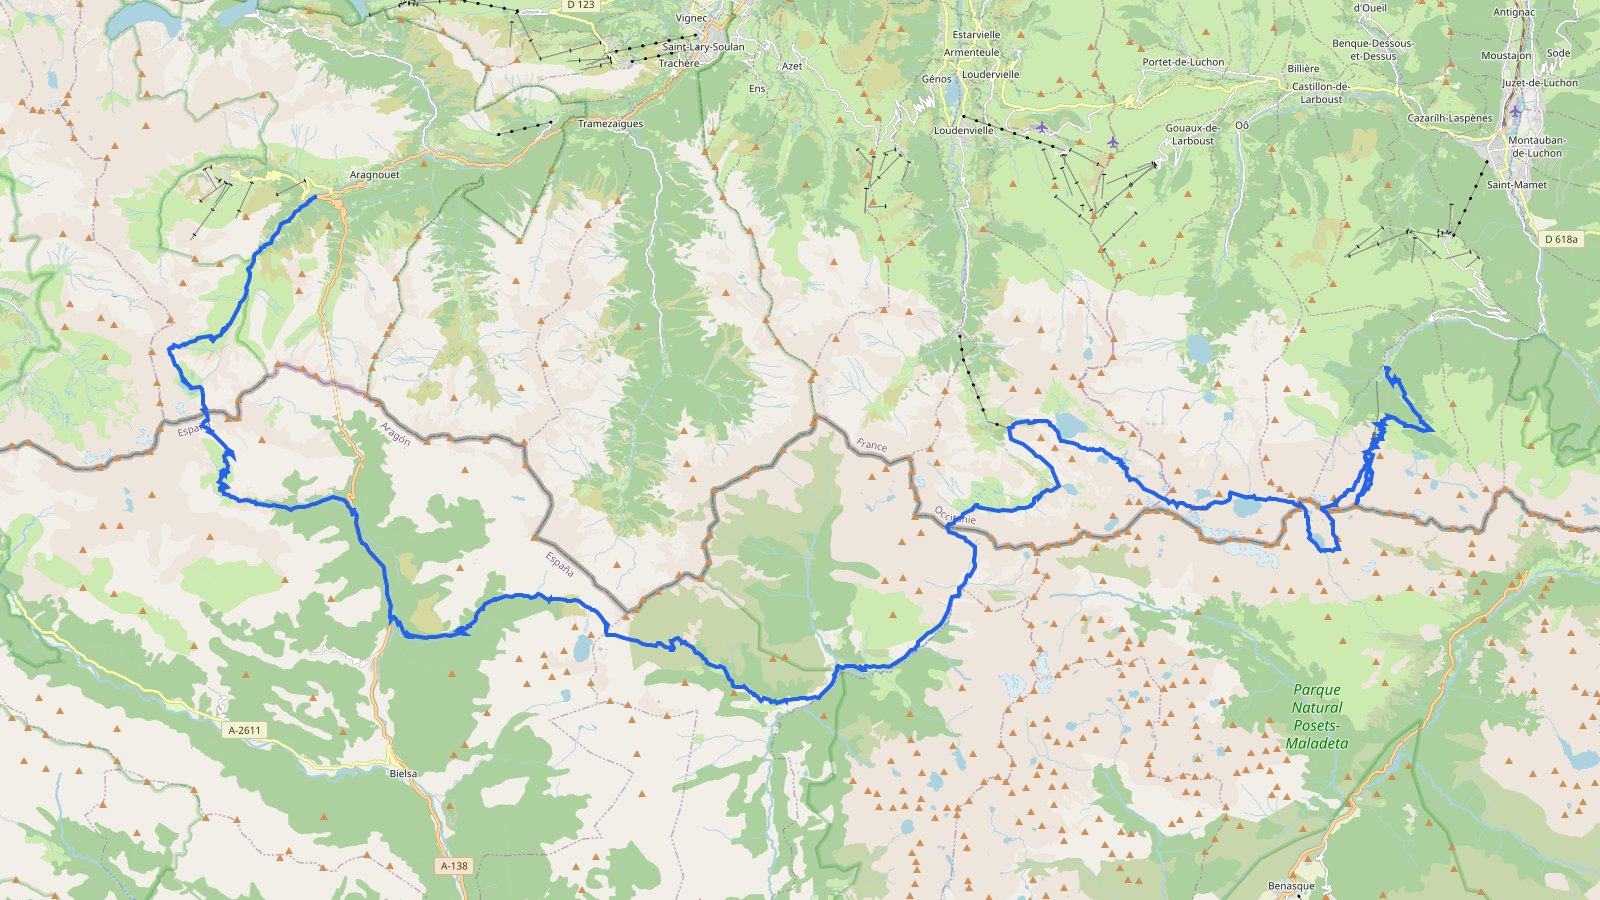 D 123
Vignec
Saint-Lary-Soulan
Trachère
Azet
Ens
Tramezaïgues
Aragnouet
Estarvielle
Armenteule
Loudervielle
Génos
Loudenvielle
Portet-de-Luchon
Gouaux-de-
Larboust
Oô
d'Oueil
Benque-Dessous-
et-Dessus
Billière
Castillon-de-
Larboust
Cazarilh-Laspènes
Antignac
Moustajon
Sode
Juzet-de-Luchon
Montauban-
de-Luchon
Saint-Mamet
D 618a
Espa
Aragón
France
Occitanie
España
Parque
Natural
Posets-
Maladeta
A-2611
Bielsa
A-138
Benasque